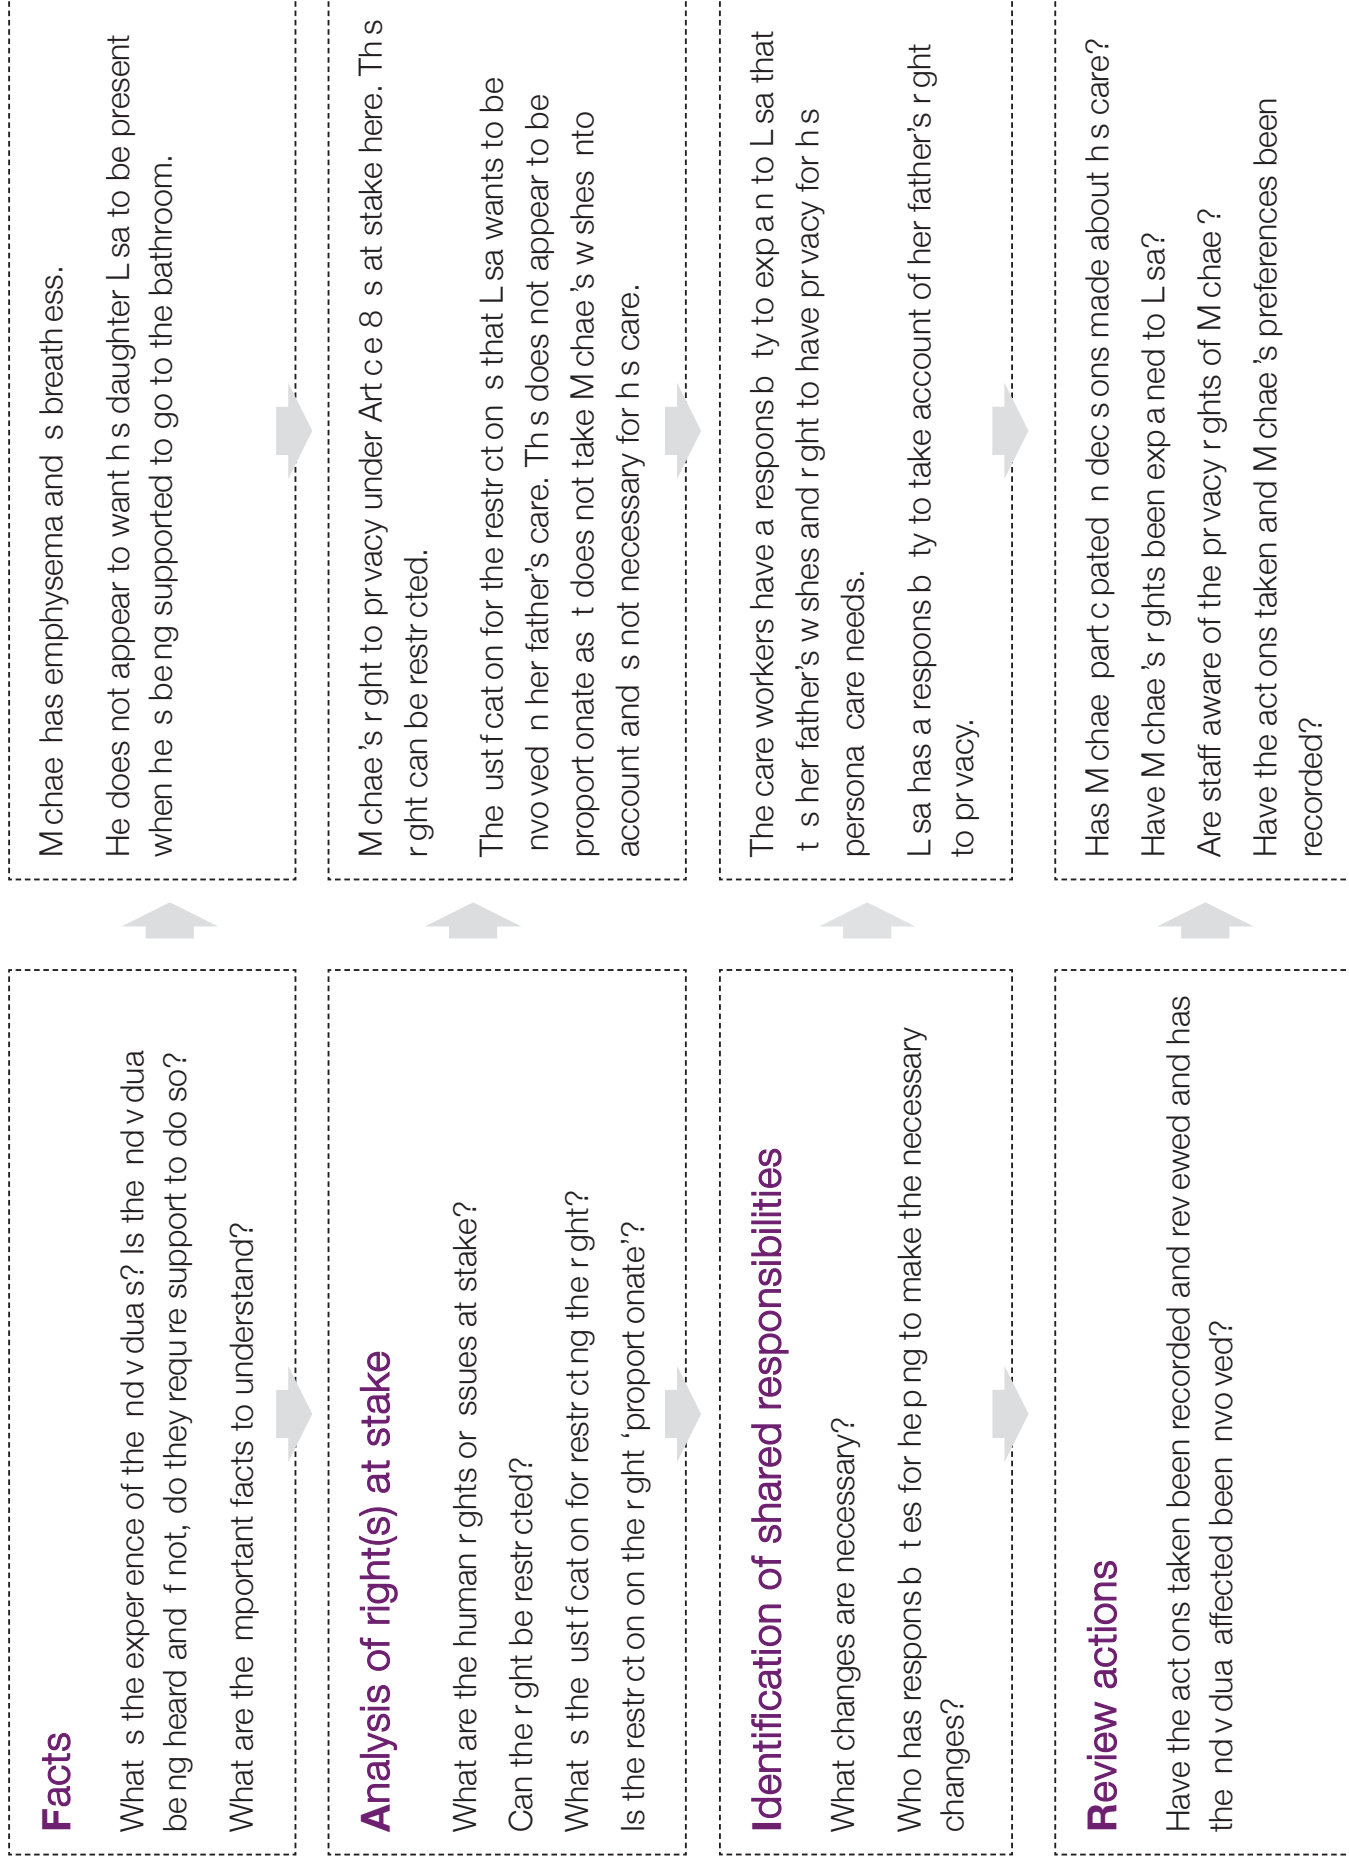 Facts
What s the exper ence of the nd v dua s? Is the nd v dua
be ng heard and f not, do they requ re support to do so?
What are the mportant facts to understand?
M chae has emphysema and s breath ess.
He does not appear to want h s daughter L sa to be present
when he s be ng supported to go to the bathroom.
Analysis of right(s) at stake
What are the human r ghts or ssues at stake?
Can the r ght be restr cted?
What s the ust f cat on for restr ct ng the r ght?
Is the restr ct on on the r ght ‘proport onate’?
M chae ’s r ght to pr vacy under Art c e 8 s at stake here. Th s
r ght can be restr cted.
The ust f cat on for the restr ct on s that L sa wants to be
nvo ved n her father’s care. Th s does not appear to be
proport onate as t does not take M chae ’s w shes nto
account and s not necessary for h s care.
Identification of shared responsibilities
What changes are necessary?
Who has respons b t es for he p ng to make the necessary
changes?
The care workers have a respons b ty to exp a n to L sa that
t s her father’s w shes and r ght to have pr vacy for h s
persona care needs.
L sa has a respons b ty to take account of her father’s r ght
to pr vacy.
Review actions
Have the act ons taken been recorded and rev ewed and has
the nd v dua affected been nvo ved?
Has M chae part c pated n dec s ons made about h s care?
Have M chae ’s r ghts been exp a ned to L sa?
Are staff aware of the pr vacy r ghts of M chae ?
Have the act ons taken and M chae ’s preferences been
recorded?